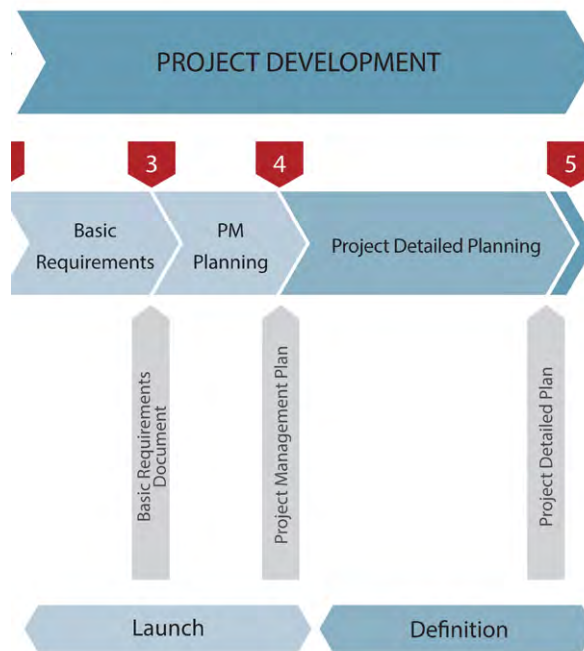 PROJECT DEVELOPMENT
3
4
5
Basic
Requirements
PM
Planning
Project Detailed Planning
Basic Requirements
Document
Project Management Plan
Project Detailed Plan
Launch
Definition